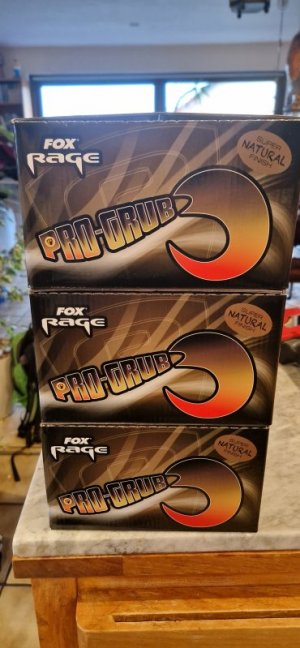 FOX
RAGE
SUPER
NATURAL
FINISH
PRO-GRUB
FOX
RAGE
SUPER
NATURAL
FINISH
PRO-GRUB
FOX
RAGE
SUPER
NATURAL
FINISH
PRO-GRUB